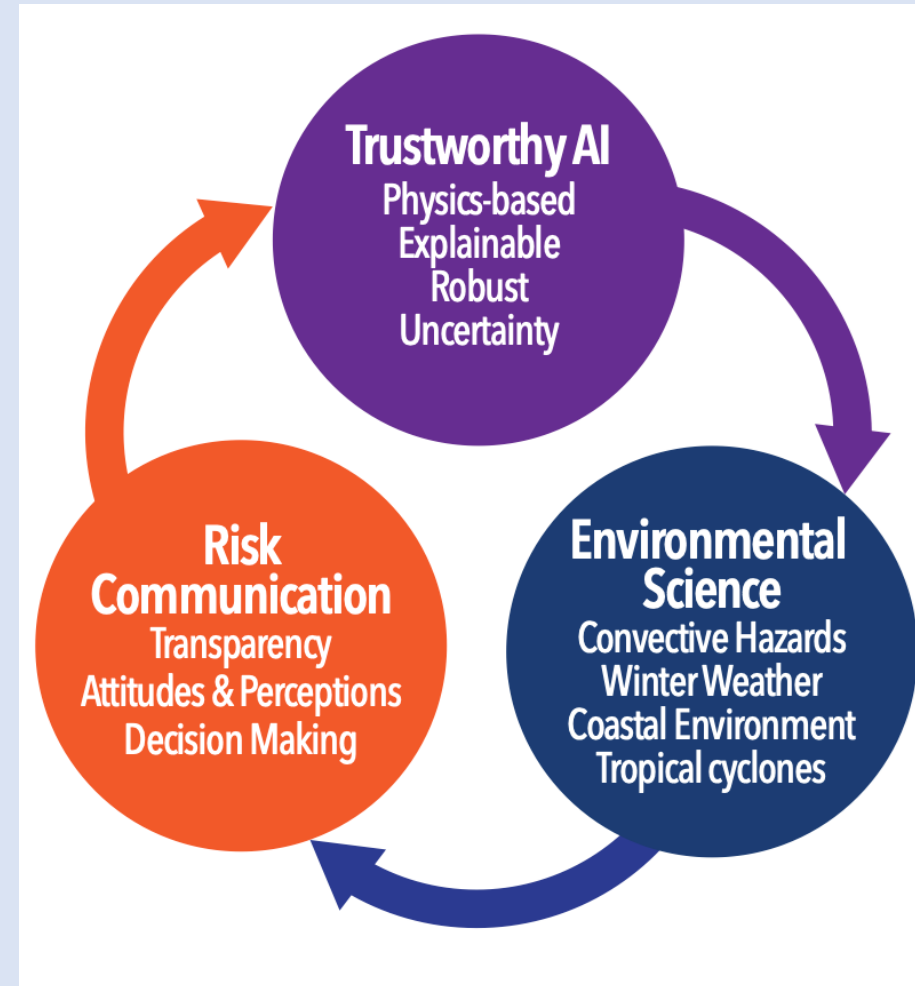 Trustworthy AI
Physics-based
Explainable
Robust
Uncertainty
Risk
Communication
Transparency
Attitudes & Perceptions
Decision Making
Environmental
Science
Convective Hazards
Winter Weather
Coastal Environment
Tropical cyclones